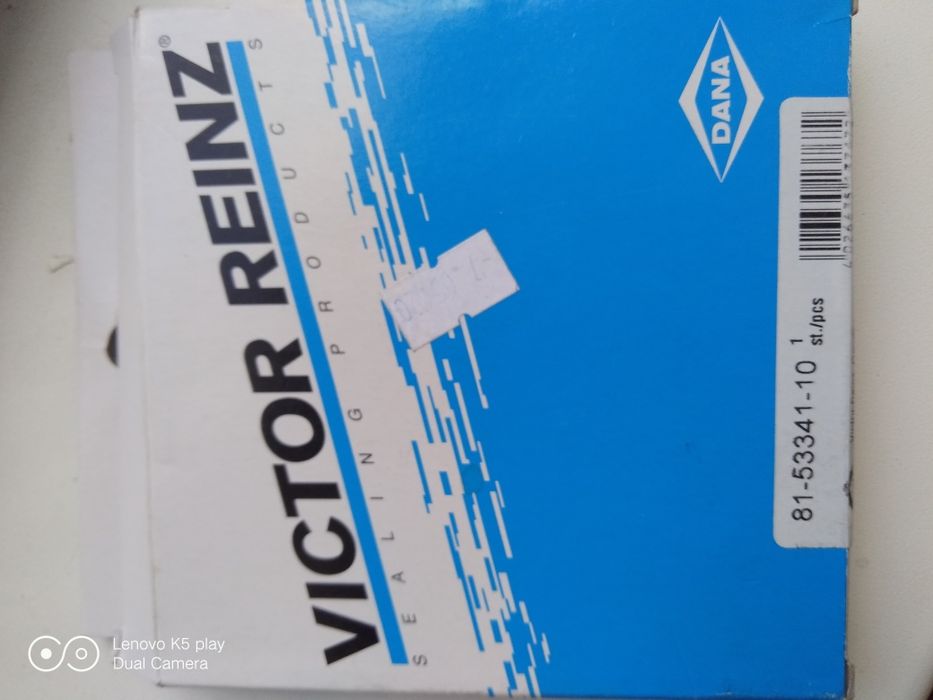 VICTOR REINZ®
SEALING PRODUCTS
DANA
81-53341-10 1
st./pcs
Lenovo K5 play
Dual Camera